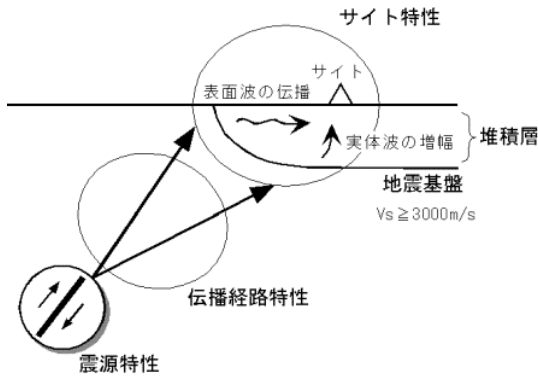 サイト特性
サイト
表面波の伝播
実体波の増幅
堆積層
地震基盤
Vs≧3000m/s
伝播経路特性
震源特性